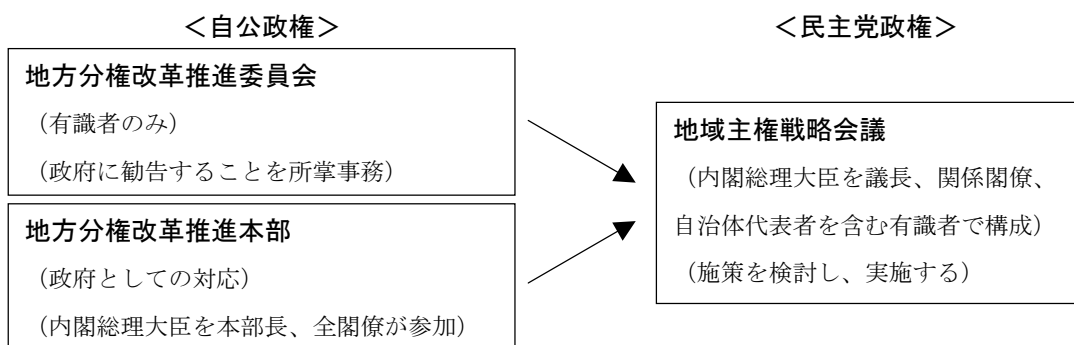 ＜自公政権＞
地方分権改革推進委員会
（有識者のみ）
（政府に勧告することを所掌事務）
地方分権改革推進本部
（政府としての対応）
（内閣総理大臣を本部長、全閣僚が参加）
＜民主党政権＞
地域主権戦略会議
（内閣総理大臣を議長、関係閣僚、
自治体代表者を含む有識者で構成）
（施策を検討し、実施する）